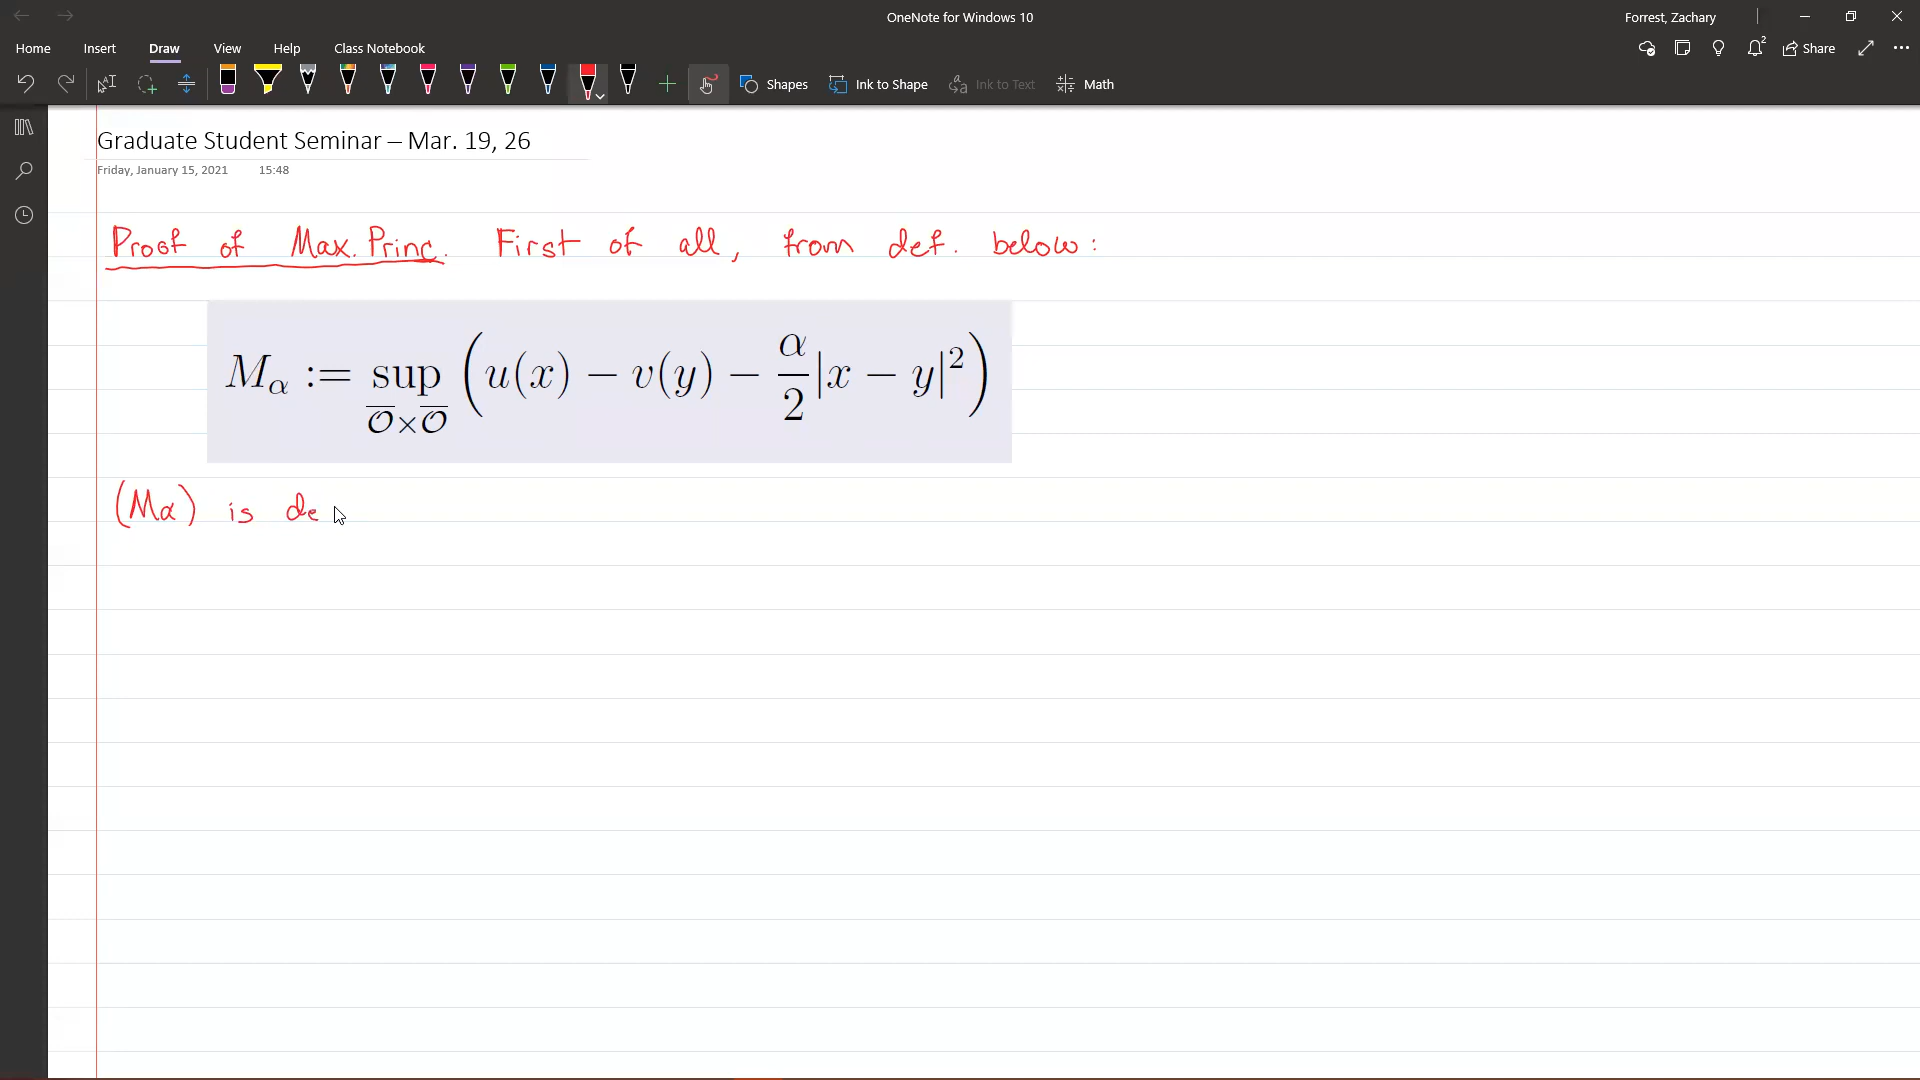 OneNote for Windows 10
Forrest, Zachary
Home Insert Draw View Help Class Notebook
2 Share
Shapes Ink to Shape Ink to Text Math
Graduate Student Seminar – Mar. 19, 26
Friday, January 15, 2021 15:48
Proof of Max. Princ. First of all, from def. below:
M_α := sup_{\overline{𝒪}×\overline{𝒪}} ( u(x) − v(y) − α/2 |x − y|² )
(Mα) is de